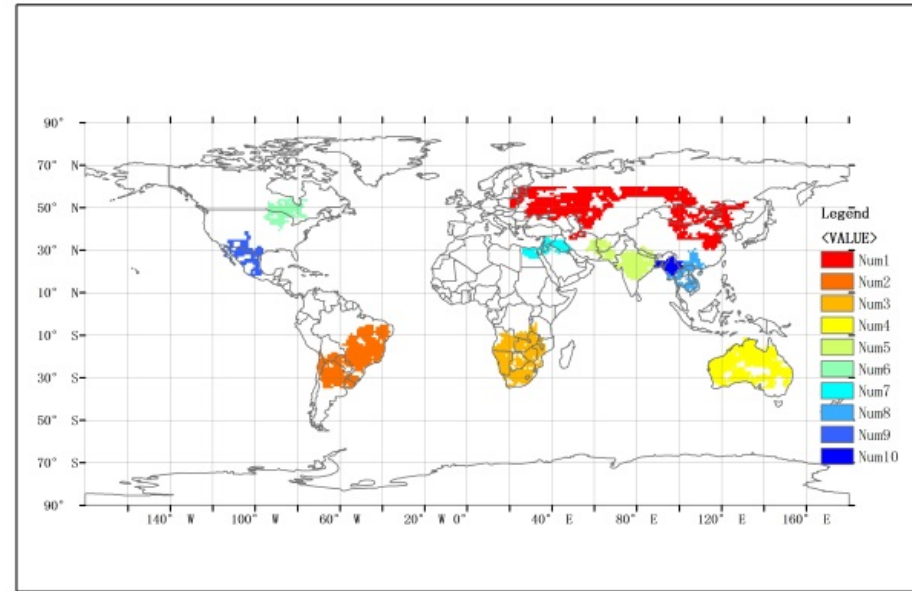 90°
70° N
50° N
30° N
10° N
10° S
30° S
50° S
70° S
90°
140° W 100° W 60° W 20° W 0° 40° E 80° E 120° E 160° E
Legend
<VALUE>
Num1
Num2
Num3
Num4
Num5
Num6
Num7
Num8
Num9
Num10